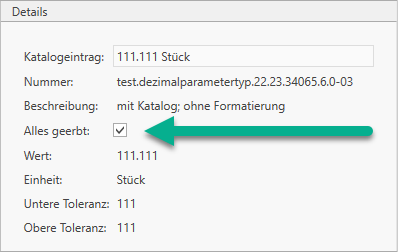 Details
Katalogeintrag: 111.111 Stück
Nummer: test.dezimalparametertyp.22.23.34065.6.0-03
Beschreibung: mit Katalog; ohne Formatierung
Alles geerbt:
Wert: 111.111
Einheit: Stück
Untere Toleranz: 111
Obere Toleranz: 111